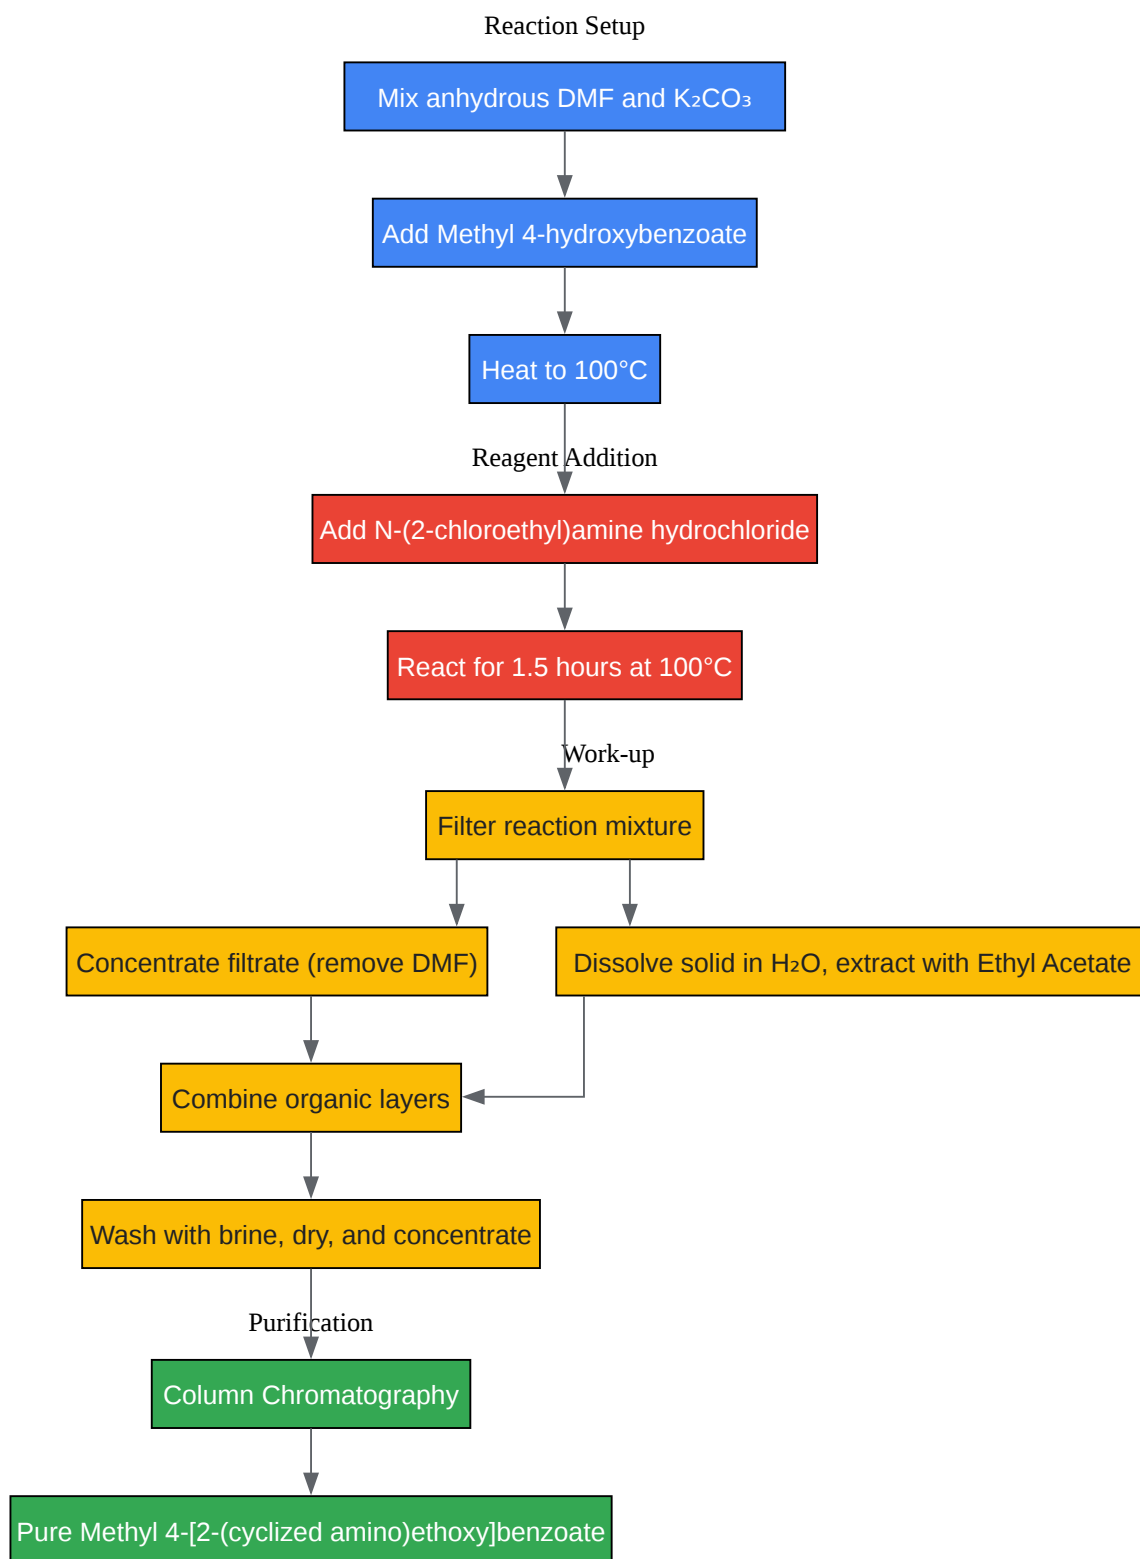 Reaction Setup
Mix anhydrous DMF and K₂CO₃
Add Methyl 4-hydroxybenzoate
Heat to 100°C
Reagent Addition
Add N-(2-chloroethyl)amine hydrochloride
React for 1.5 hours at 100°C
Work-up
Filter reaction mixture
Concentrate filtrate (remove DMF)
Dissolve solid in H₂O, extract with Ethyl Acetate
Combine organic layers
Wash with brine, dry, and concentrate
Purification
Column Chromatography
Pure Methyl 4-[2-(cyclized amino)ethoxy]benzoate